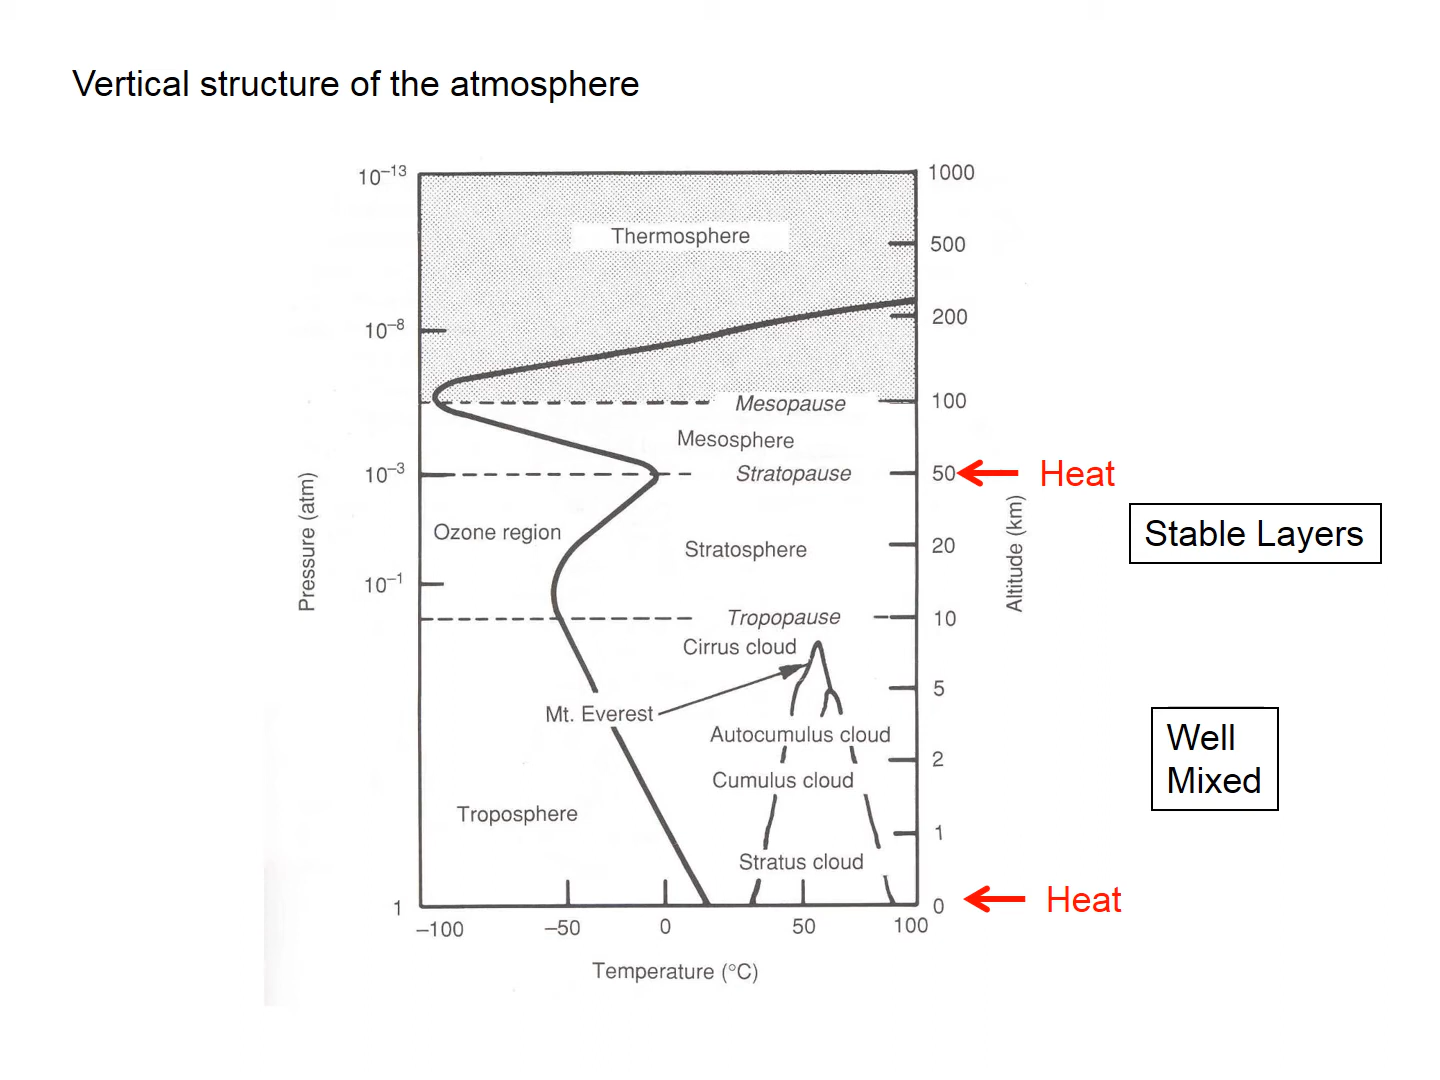 Vertical structure of the atmosphere
10⁻¹³
1000
Thermosphere
500
200
10⁻⁸
Mesopause
100
Mesosphere
10⁻³
Stratopause
50
Heat
Pressure (atm)
Altitude (km)
Stable Layers
Ozone region
Stratosphere
20
10⁻¹
Tropopause
10
Cirrus cloud
5
Mt. Everest
Autocumulus cloud
2
Well
Mixed
Cumulus cloud
Troposphere
1
Stratus cloud
1
0
Heat
–100
–50
0
50
100
Temperature (°C)